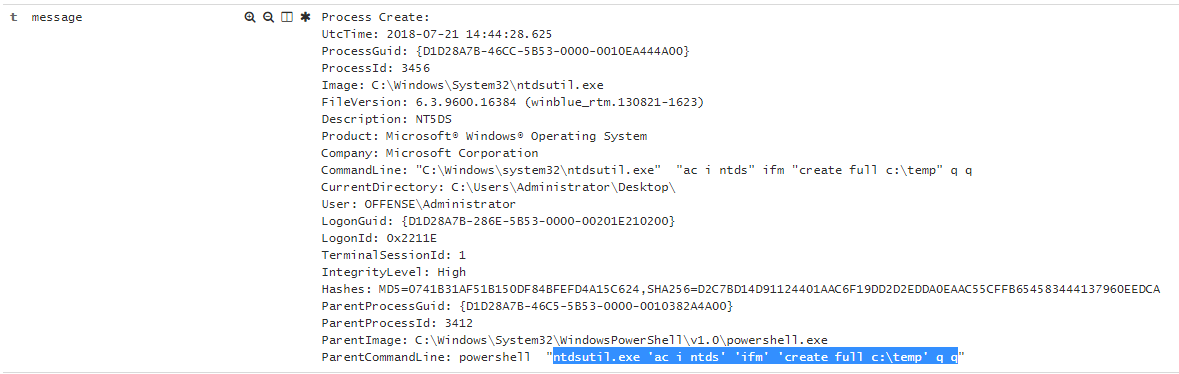 t message Process Create:
UtcTime: 2018-07-21 14:44:28.625
ProcessGuid: {D1D28A7B-46CC-5B53-0000-0010EA444A00}
ProcessId: 3456
Image: C:\Windows\System32\ntdsutil.exe
FileVersion: 6.3.9600.16384 (winblue_rtm.130821-1623)
Description: NT5DS
Product: Microsoft® Windows® Operating System
Company: Microsoft Corporation
CommandLine: "C:\Windows\system32\ntdsutil.exe"  "ac i ntds" ifm "create full c:\temp" q q
CurrentDirectory: C:\Users\Administrator\Desktop\
User: OFFENSE\Administrator
LogonGuid: {D1D28A7B-286E-5B53-0000-00201E210200}
LogonId: 0x2211E
TerminalSessionId: 1
IntegrityLevel: High
Hashes: MD5=0741B31AF51B150DF84BFEFD4A15C624,SHA256=D2C7BD14D91124401AAC6F19DD2D2EDDA0EAAC55CFFB654583444137960EEDCA
ParentProcessGuid: {D1D28A7B-46C5-5B53-0000-0010382A4A00}
ParentProcessId: 3412
ParentImage: C:\Windows\System32\WindowsPowerShell\v1.0\powershell.exe
ParentCommandLine: powershell  "ntdsutil.exe 'ac i ntds' 'ifm' 'create full c:\temp' q q"